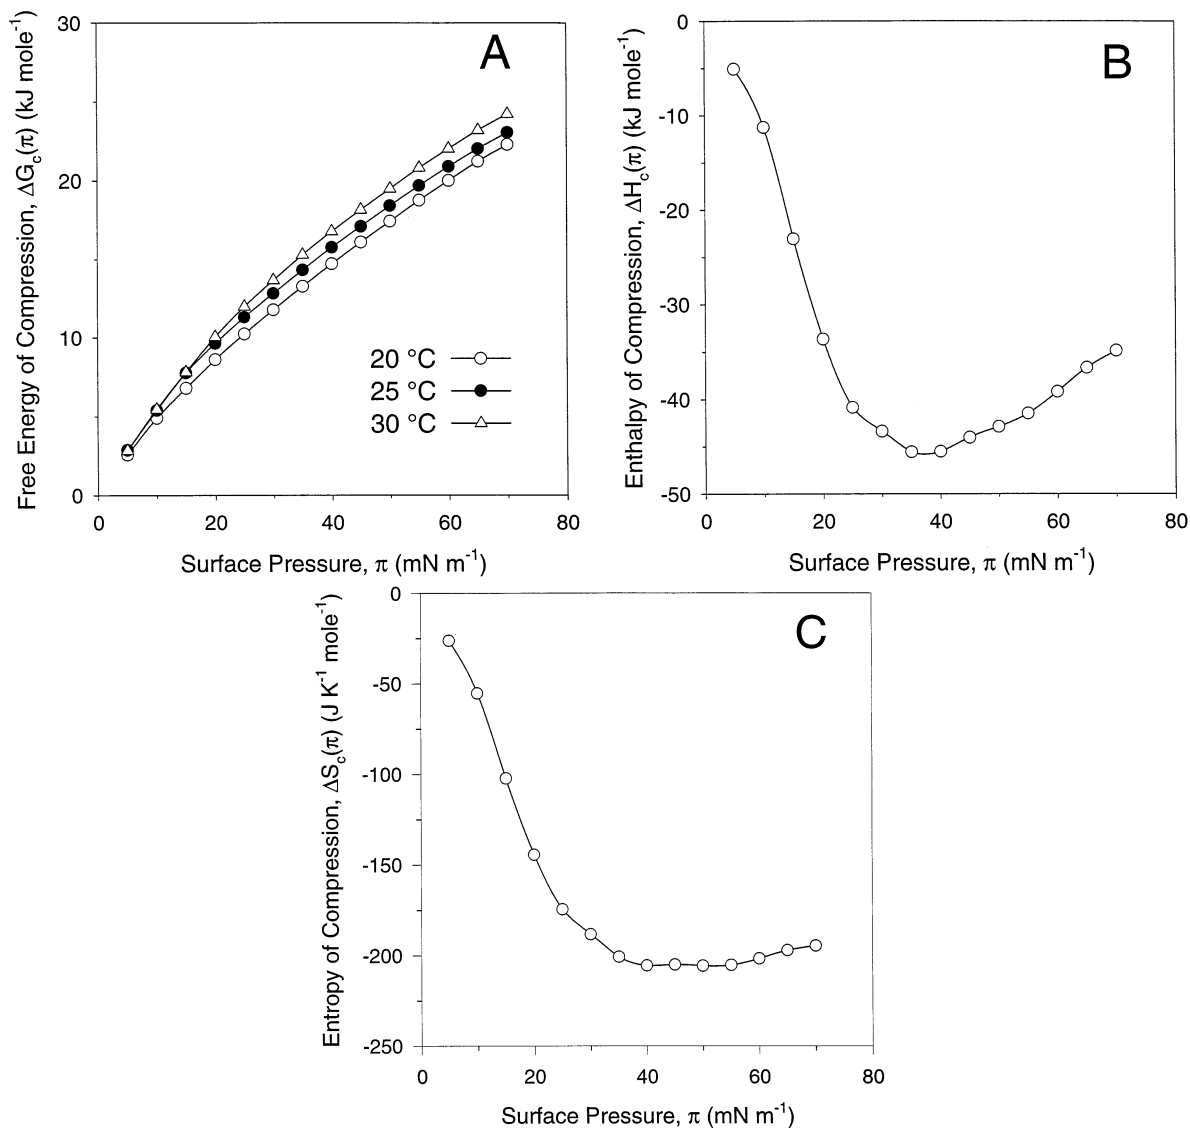 A
Free Energy of Compression, ΔG_c(π) (kJ mole⁻¹)
30
20
10
0
20 °C
25 °C
30 °C
0 20 40 60 80
Surface Pressure, π (mN m⁻¹)
B
Enthalpy of Compression, ΔH_c(π) (kJ mole⁻¹)
0
-10
-20
-30
-40
-50
0 20 40 60 80
Surface Pressure, π (mN m⁻¹)
C
Entropy of Compression, ΔS_c(π) (J K⁻¹ mole⁻¹)
0
-50
-100
-150
-200
-250
0 20 40 60 80
Surface Pressure, π (mN m⁻¹)